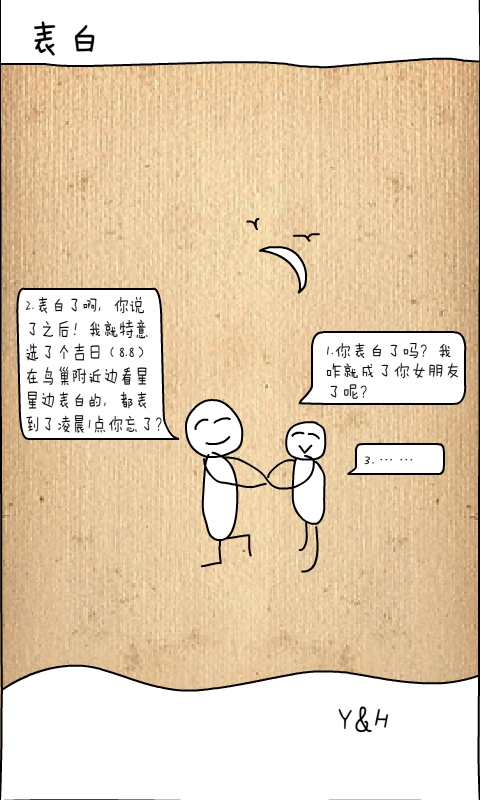 表白
2.表白了啊，你说
了之后！我就特意
选了个吉日（8.8）
在鸟巢附近边看星
星边表白的，都表
到了凌晨1点你忘了？
1.你表白了吗？我
咋就成了你女朋友
了呢？
3.……
Y&H